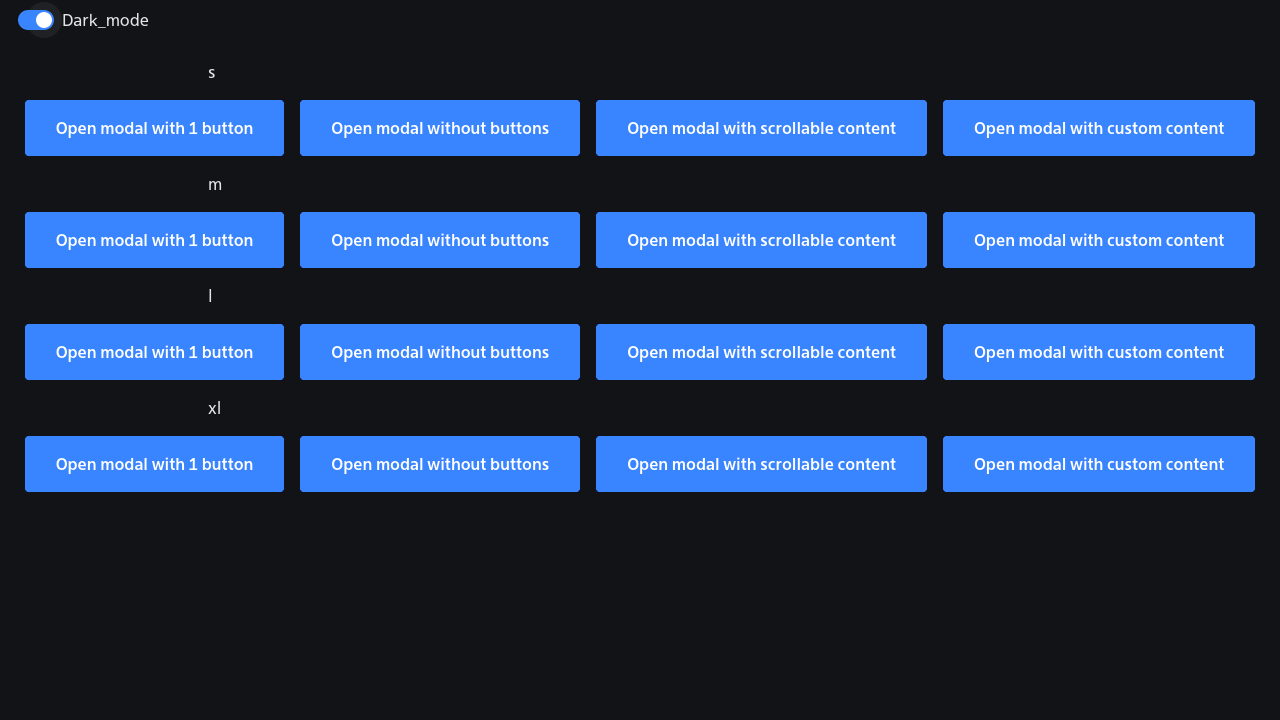 Dark_mode
s
Open modal with 1 button Open modal without buttons Open modal with scrollable content Open modal with custom content
m
Open modal with 1 button Open modal without buttons Open modal with scrollable content Open modal with custom content
l
Open modal with 1 button Open modal without buttons Open modal with scrollable content Open modal with custom content
xl
Open modal with 1 button Open modal without buttons Open modal with scrollable content Open modal with custom content